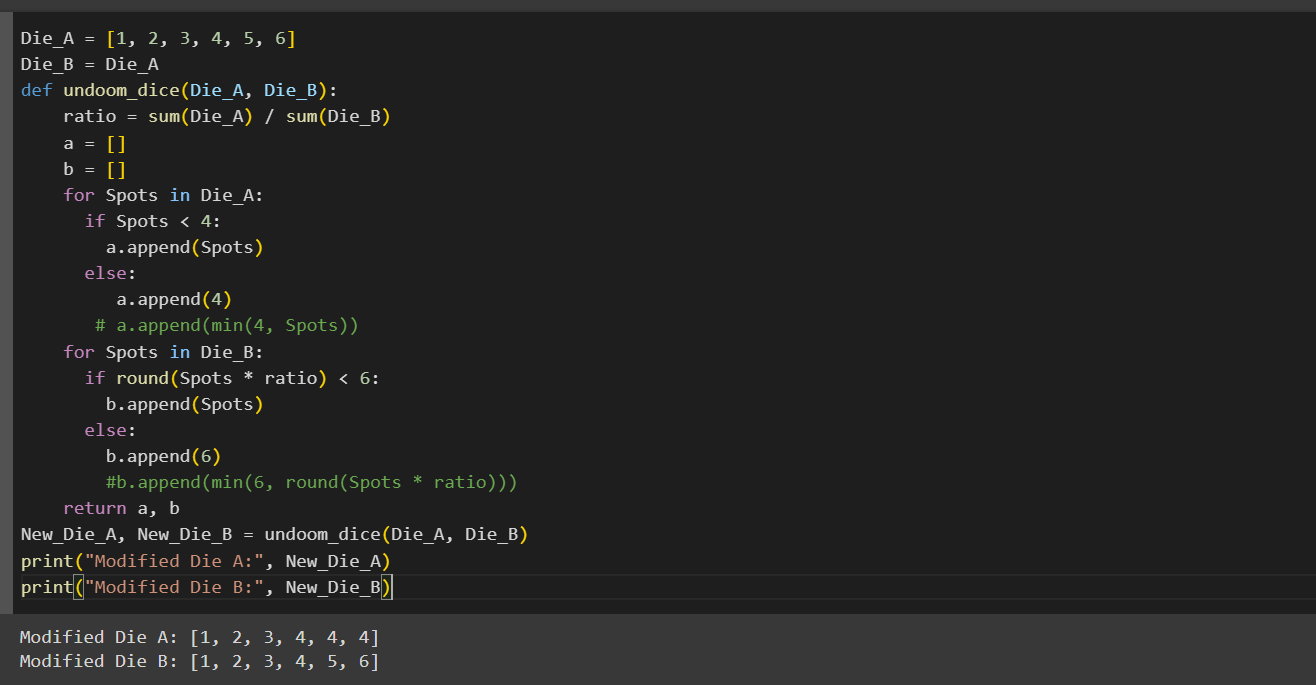 Die_A = [1, 2, 3, 4, 5, 6]
Die_B = Die_A
def undoom_dice(Die_A, Die_B):
    ratio = sum(Die_A) / sum(Die_B)
    a = []
    b = []
    for Spots in Die_A:
      if Spots < 4:
        a.append(Spots)
      else:
         a.append(4)
       # a.append(min(4, Spots))
    for Spots in Die_B:
      if round(Spots * ratio) < 6:
        b.append(Spots)
      else:
        b.append(6)
        #b.append(min(6, round(Spots * ratio)))
    return a, b
New_Die_A, New_Die_B = undoom_dice(Die_A, Die_B)
print("Modified Die A:", New_Die_A)
print("Modified Die B:", New_Die_B)
Modified Die A: [1, 2, 3, 4, 4, 4]
Modified Die B: [1, 2, 3, 4, 5, 6]